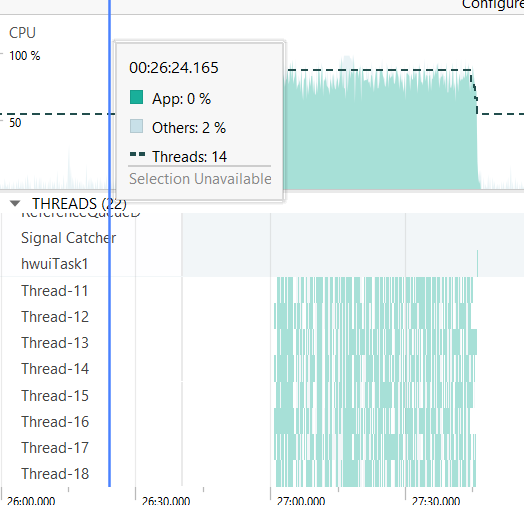 Configure
CPU
100 %
50
00:26:24.165
App: 0 %
Others: 2 %
Threads: 14
Selection Unavailable
THREADS (22)
ReferenceQueueD
Signal Catcher
hwuiTask1
Thread-11
Thread-12
Thread-13
Thread-14
Thread-15
Thread-16
Thread-17
Thread-18
26:00.000
26:30.000
27:00.000
27:30.000